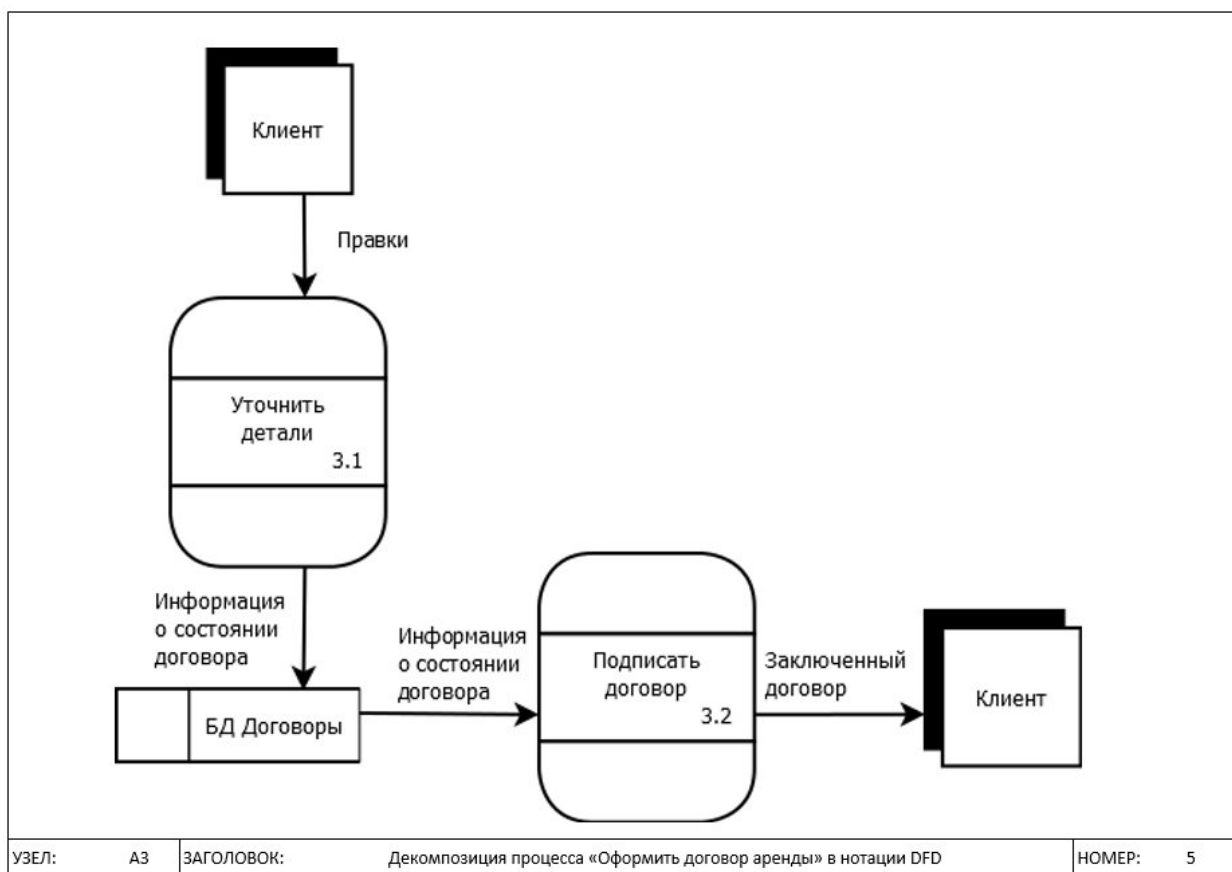 Клиент
Правки
Уточнить
детали
3.1
Информация
о состоянии
договора
БД Договоры
Информация
о состоянии
договора
Подписать
договор
3.2
Заключенный
договор
Клиент
УЗЕЛ: А3 ЗАГОЛОВОК: Декомпозиция процесса «Оформить договор аренды» в нотации DFD НОМЕР: 5